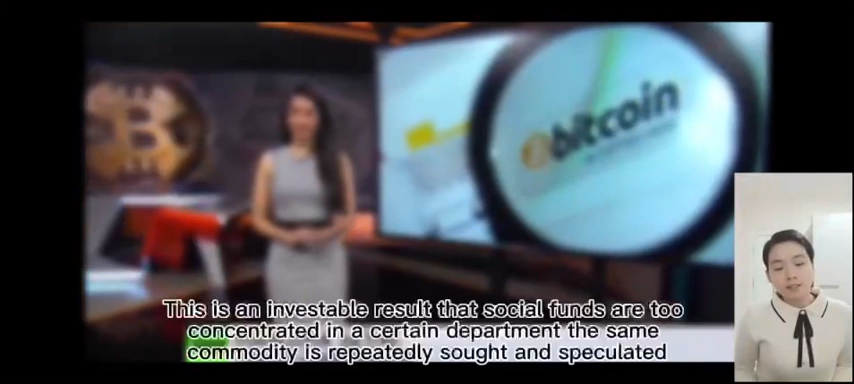 bitcoin
This is an investable result that social funds are too
concentrated in a certain department the same
commodity is repeatedly sought and speculated